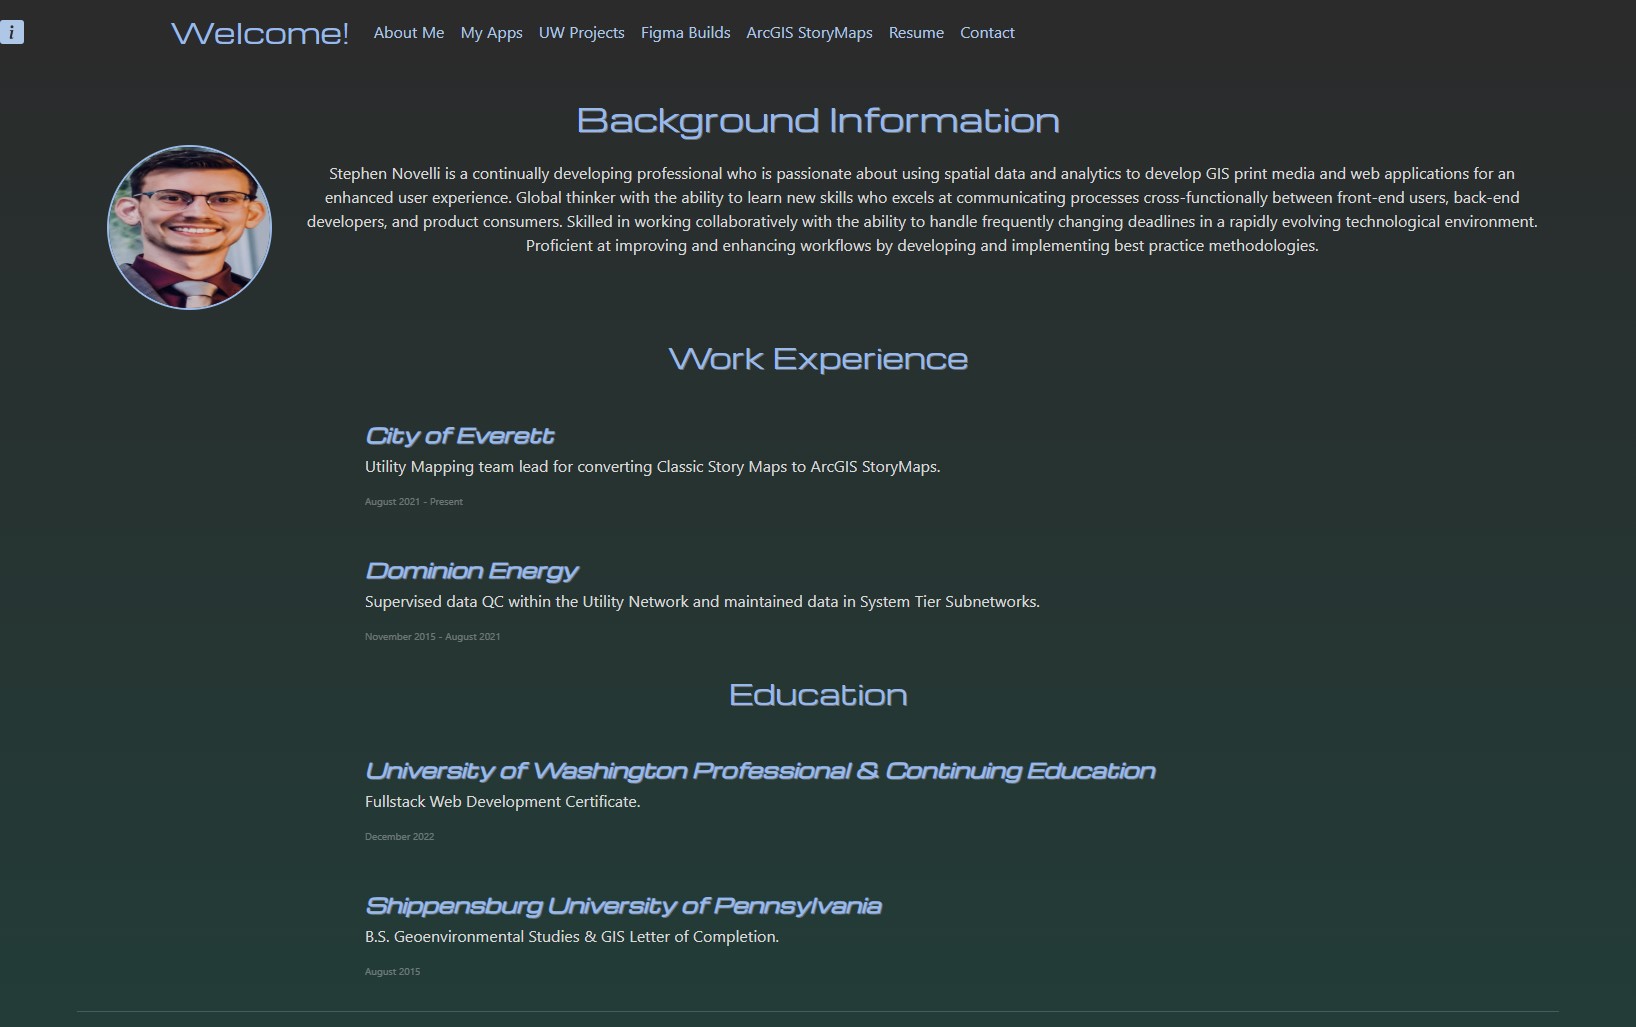 i
Welcome! About Me My Apps UW Projects Figma Builds ArcGIS StoryMaps Resume Contact
Background Information
Stephen Novelli is a continually developing professional who is passionate about using spatial data and analytics to develop GIS print media and web applications for an
enhanced user experience. Global thinker with the ability to learn new skills who excels at communicating processes cross-functionally between front-end users, back-end
developers, and product consumers. Skilled in working collaboratively with the ability to handle frequently changing deadlines in a rapidly evolving technological environment.
Proficient at improving and enhancing workflows by developing and implementing best practice methodologies.
Work Experience
City of Everett
Utility Mapping team lead for converting Classic Story Maps to ArcGIS StoryMaps.
August 2021 - Present
Dominion Energy
Supervised data QC within the Utility Network and maintained data in System Tier Subnetworks.
November 2015 - August 2021
Education
University of Washington Professional & Continuing Education
Fullstack Web Development Certificate.
December 2022
Shippensburg University of Pennsylvania
B.S. Geoenvironmental Studies & GIS Letter of Completion.
August 2015